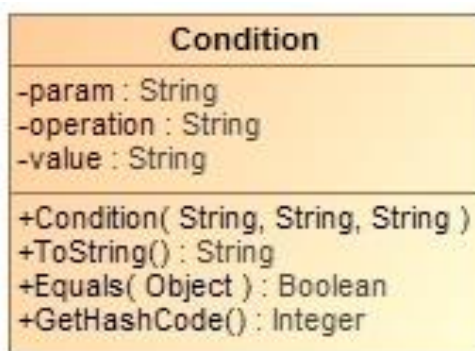 Condition
-param : String
-operation : String
-value : String
+Condition( String, String, String )
+ToString() : String
+Equals( Object ) : Boolean
+GetHashCode() : Integer